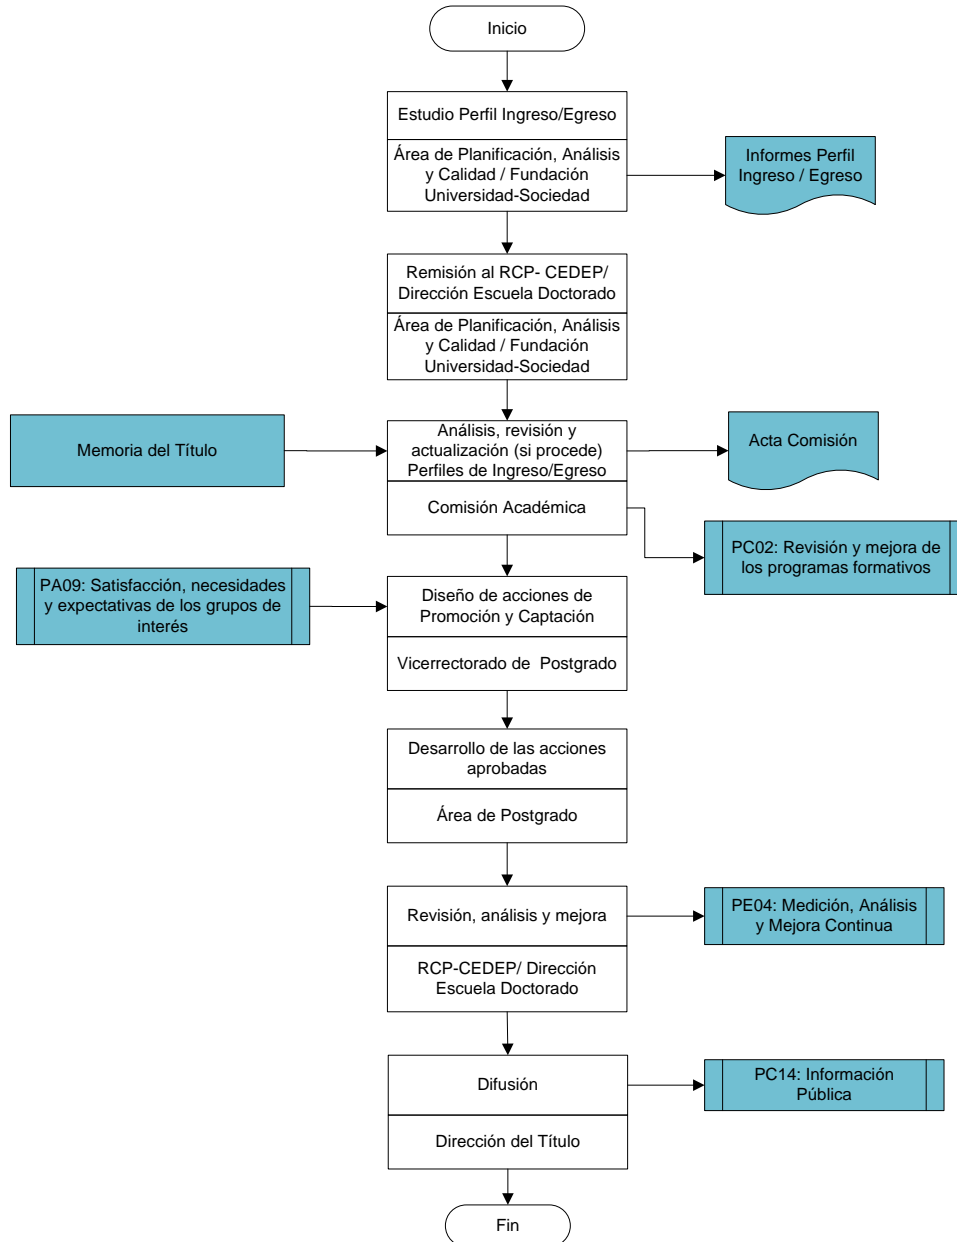 Inicio
Estudio Perfil Ingreso/Egreso
Área de Planificación, Análisis
y Calidad / Fundación
Universidad-Sociedad
Informes Perfil
Ingreso / Egreso
Remisión al RCP- CEDEP/
Dirección Escuela Doctorado
Área de Planificación, Análisis
y Calidad / Fundación
Universidad-Sociedad
Memoria del Título
Análisis, revisión y
actualización (si procede)
Perfiles de Ingreso/Egreso
Comisión Académica
Acta Comisión
PC02: Revisión y mejora de
los programas formativos
PA09: Satisfacción, necesidades
y expectativas de los grupos de
interés
Diseño de acciones de
Promoción y Captación
Vicerrectorado de  Postgrado
Desarrollo de las acciones
aprobadas
Área de Postgrado
Revisión, análisis y mejora
RCP-CEDEP/ Dirección
Escuela Doctorado
PE04: Medición, Análisis
y Mejora Continua
Difusión
Dirección del Título
PC14: Información
Pública
Fin